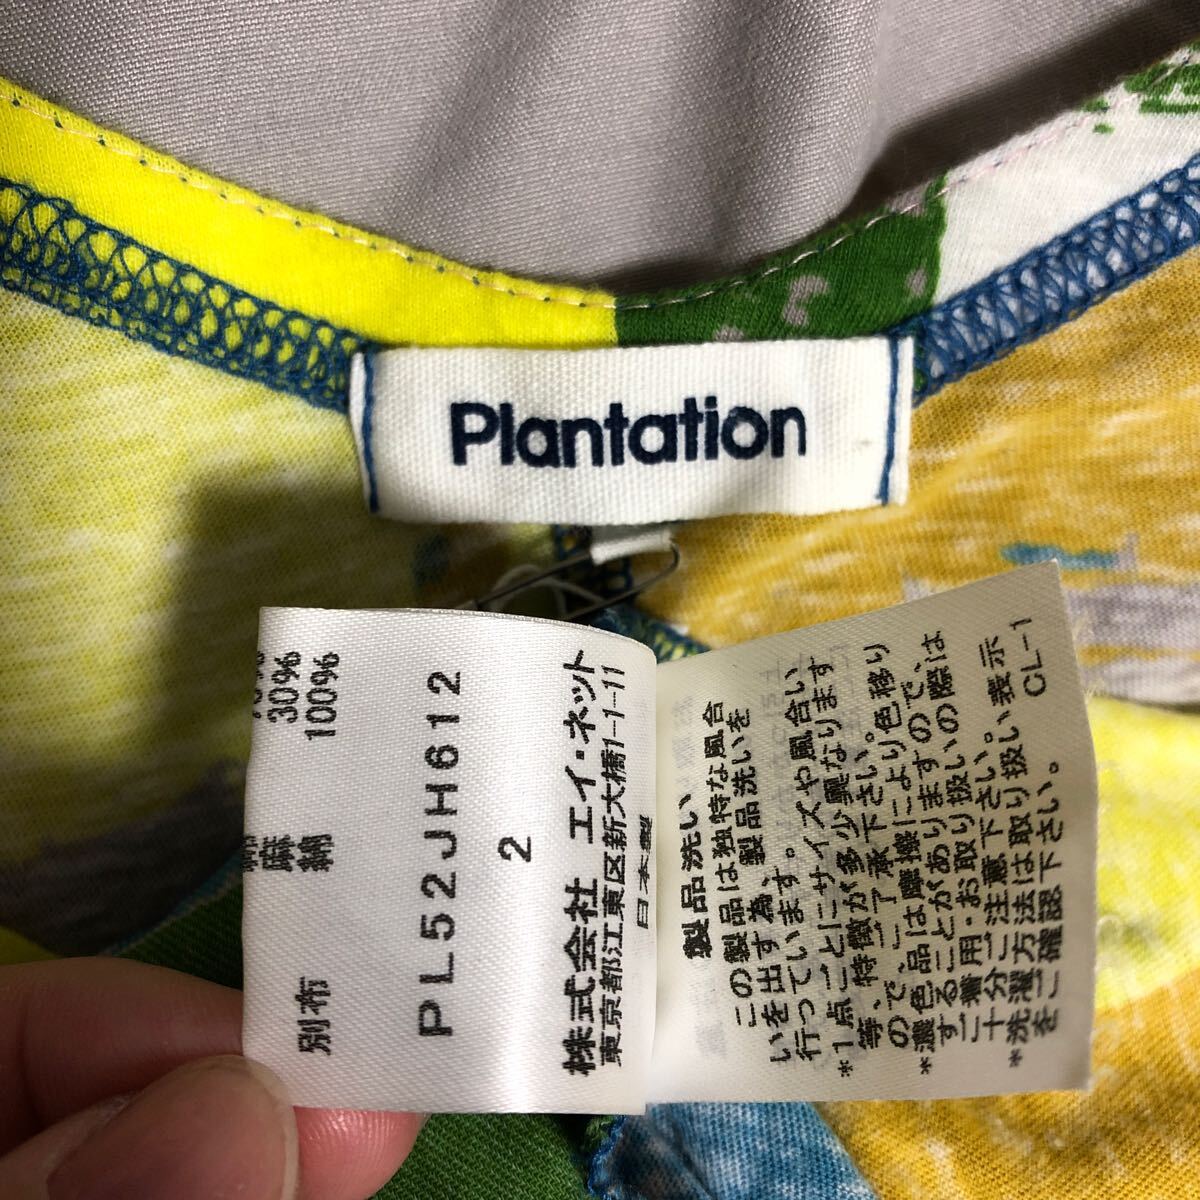 Plantation
綿
麻 30%
別布 綿 100%
PL52JH612
2
株式会社 エイ・ネット
東京都江東区新大橋1-1-11
日本製
製品洗い
この製品は独特な風合
いを出す為、製品洗いを
行っています。
*1点ごとにサイズや風合い
等、特徴が多少異なります
ので、ご了承下さい。
*濃色品は摩擦により色移り
することがありますので、
ご着用・お取り扱いの際は
十分ご注意下さい。
*洗濯方法は取り扱い表示
をご確認下さい。 CL-1